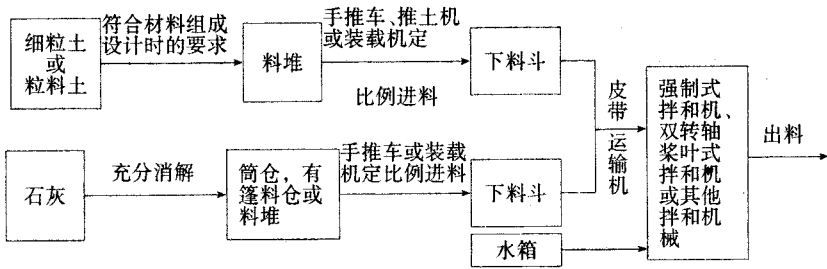 细粒土
或
粒料土
符合材料组成
设计时的要求
料堆
手推车、推土机
或装载机定
比例进料
下料斗
石灰
充分消解
筒仓，有
篷料仓或
料堆
手推车或装载
机定比例进料
下料斗
水箱
皮
带
运
输
机
强制式
拌和机、
双转轴
桨叶式
拌和机
或其他
拌和机
械
出料